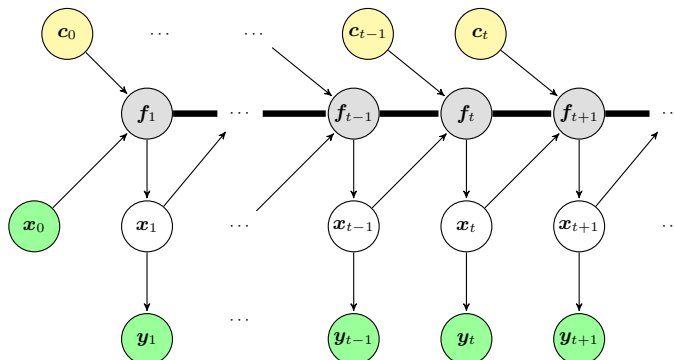 c₀ ... ... cₜ₋₁ cₜ
f₁ ... fₜ₋₁ fₜ fₜ₊₁ ..
x₀ x₁ ... xₜ₋₁ xₜ xₜ₊₁ ..
y₁ ... yₜ₋₁ yₜ yₜ₊₁